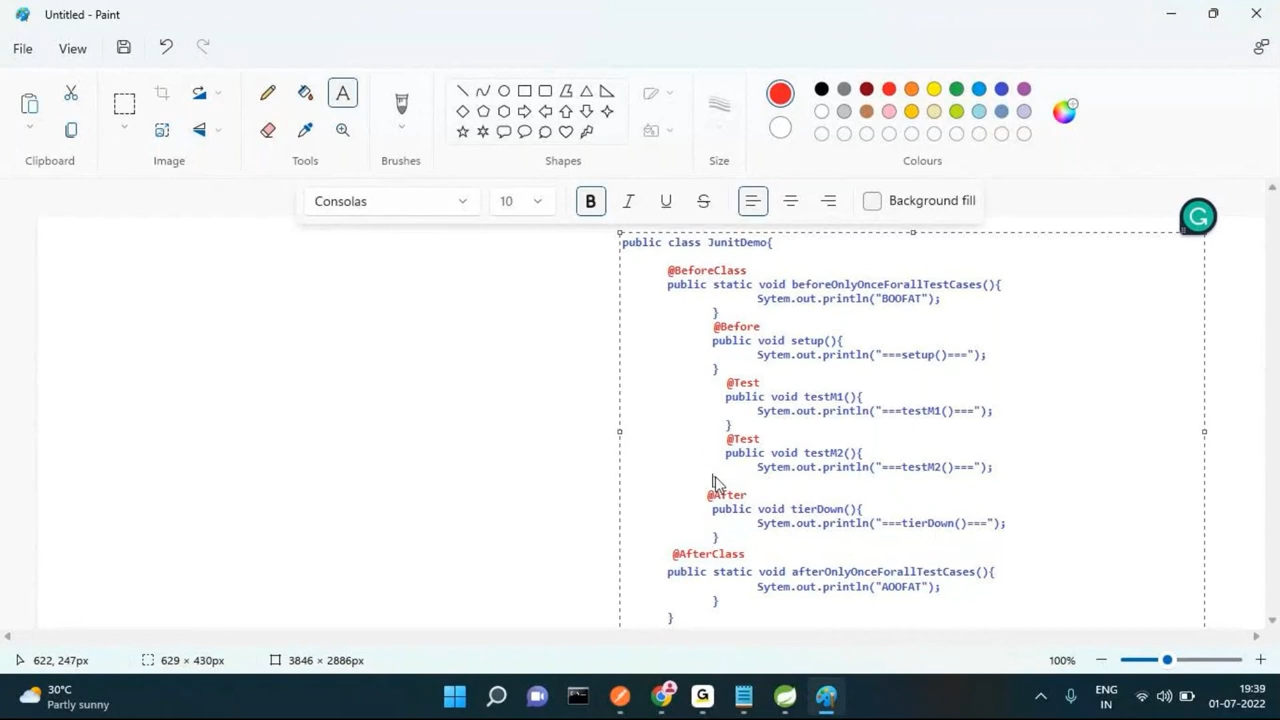 Untitled - Paint
File View
Clipboard Image Tools Brushes Shapes Size Colours
Consolas 10 B I U S Background fill
public class JunitDemo{
@BeforeClass
public static void beforeOnlyOnceForallTestCases(){
Sytem.out.println("BOOFAT");
}
@Before
public void setup(){
Sytem.out.println("===setup()===");
}
@Test
public void testM1(){
Sytem.out.println("===testM1()===");
}
@Test
public void testM2(){
Sytem.out.println("===testM2()===");
@After
public void tierDown(){
Sytem.out.println("===tierDown()===");
}
@AfterClass
public static void afterOnlyOnceForallTestCases(){
Sytem.out.println("AOOFAT");
}
}
622, 247px 629 × 430px 3846 × 2886px 100%
30°C
Partly sunny
ENG
IN
19:39
01-07-2022